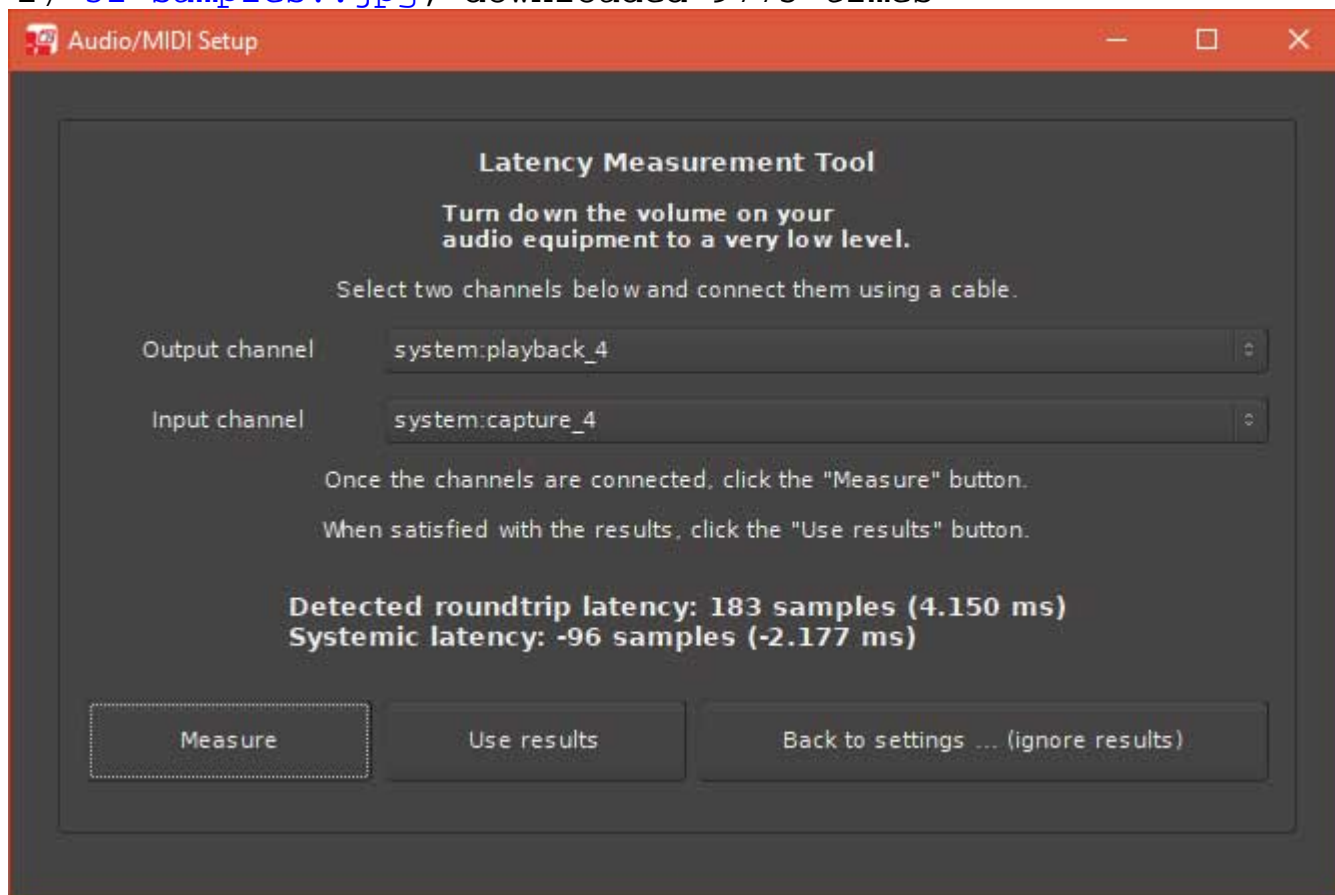 Audio/MIDI Setup
Latency Measurement Tool
Turn down the volume on your
audio equipment to a very low level.
Select two channels below and connect them using a cable.
Output channel system:playback_4
Input channel system:capture_4
Once the channels are connected, click the "Measure" button.
When satisfied with the results, click the "Use results" button.
Detected roundtrip latency: 183 samples (4.150 ms)
Systemic latency: -96 samples (-2.177 ms)
Measure Use results Back to settings ... (ignore results)